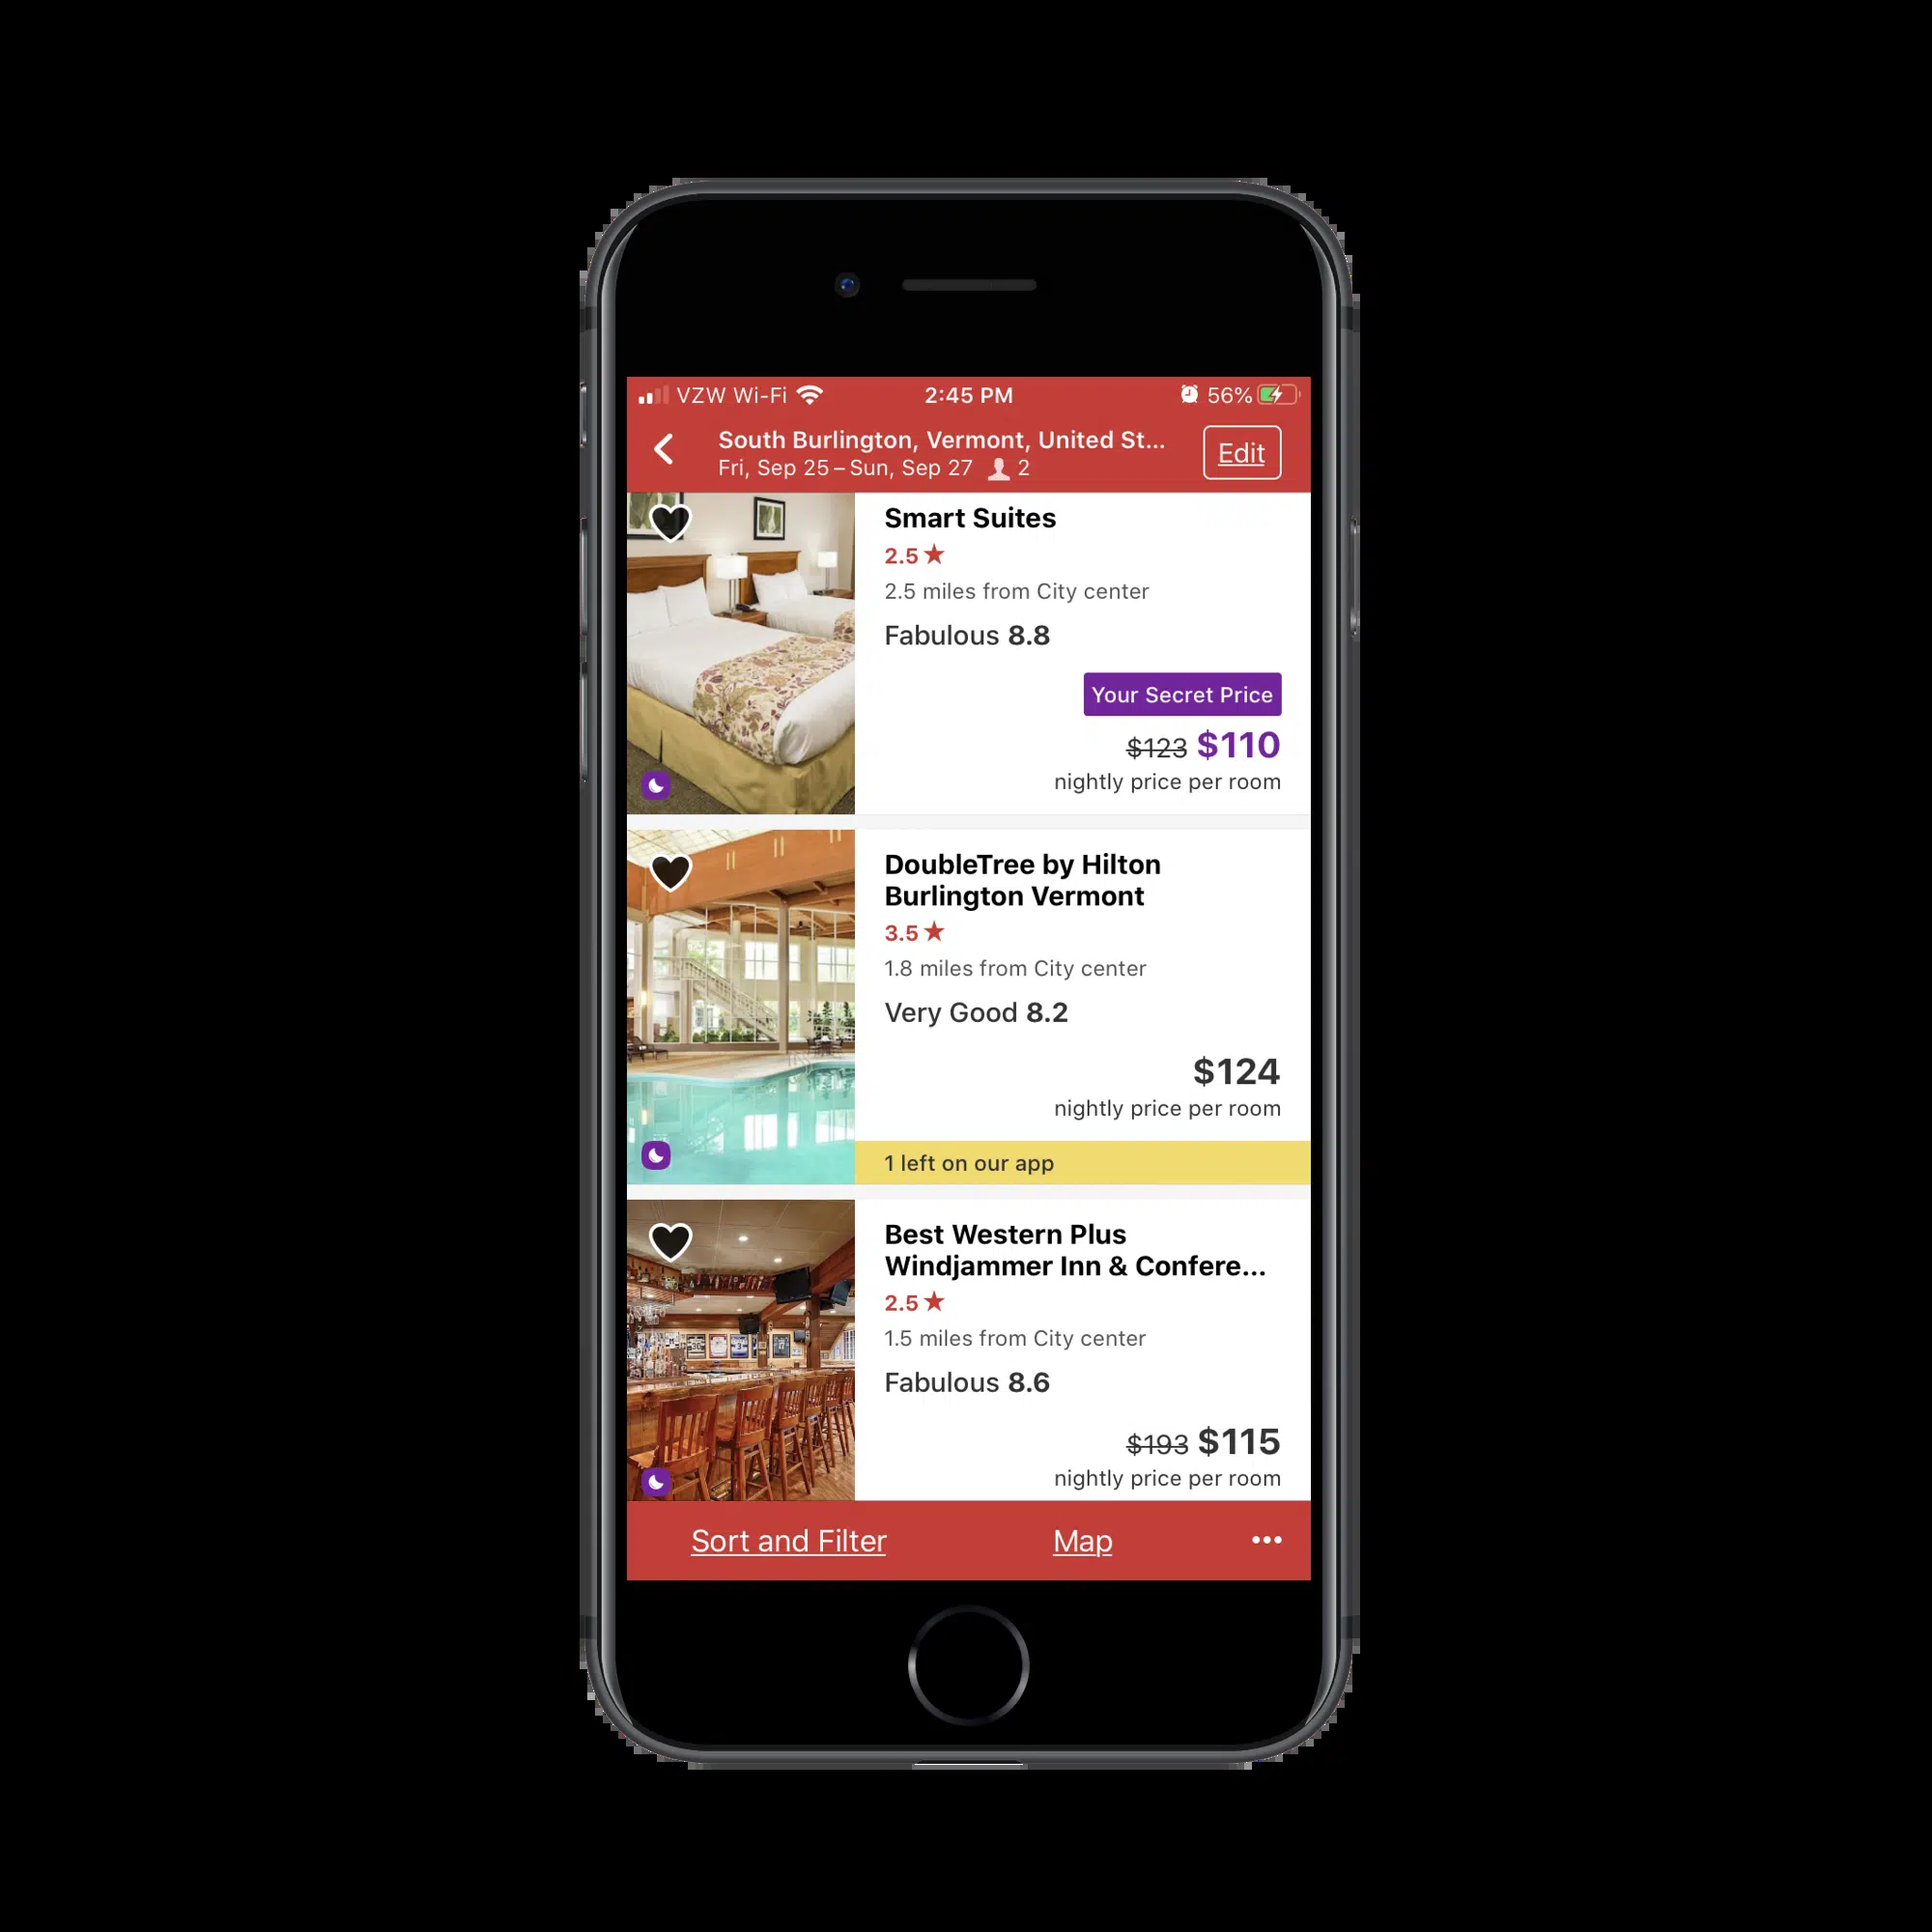 VZW Wi-Fi 2:45 PM 56%
South Burlington, Vermont, United St...
Fri, Sep 25 – Sun, Sep 27 2
Edit
Smart Suites
2.5 ★
2.5 miles from City center
Fabulous 8.8
Your Secret Price
$123 $110
nightly price per room
DoubleTree by Hilton
Burlington Vermont
3.5 ★
1.8 miles from City center
Very Good 8.2
$124
nightly price per room
1 left on our app
Best Western Plus
Windjammer Inn & Confere...
2.5 ★
1.5 miles from City center
Fabulous 8.6
$193 $115
nightly price per room
Sort and Filter Map